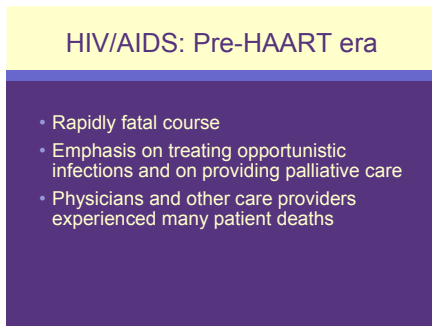 HIV/AIDS: Pre-HAART era
• Rapidly fatal course
• Emphasis on treating opportunistic
infections and on providing palliative care
• Physicians and other care providers
experienced many patient deaths